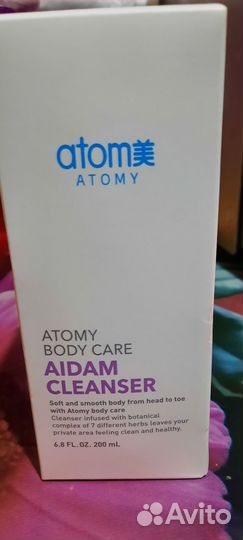 atom美
ATOMY
ATOMY
BODY CARE
AIDAM
CLEANSER
Soft and smooth body from head to toe
with Atomy body care
Cleanser infused with botanical
complex of 7 different herbs leaves your
private area feeling clean and healthy.
6.8 FL.OZ. 200 mL
Avito